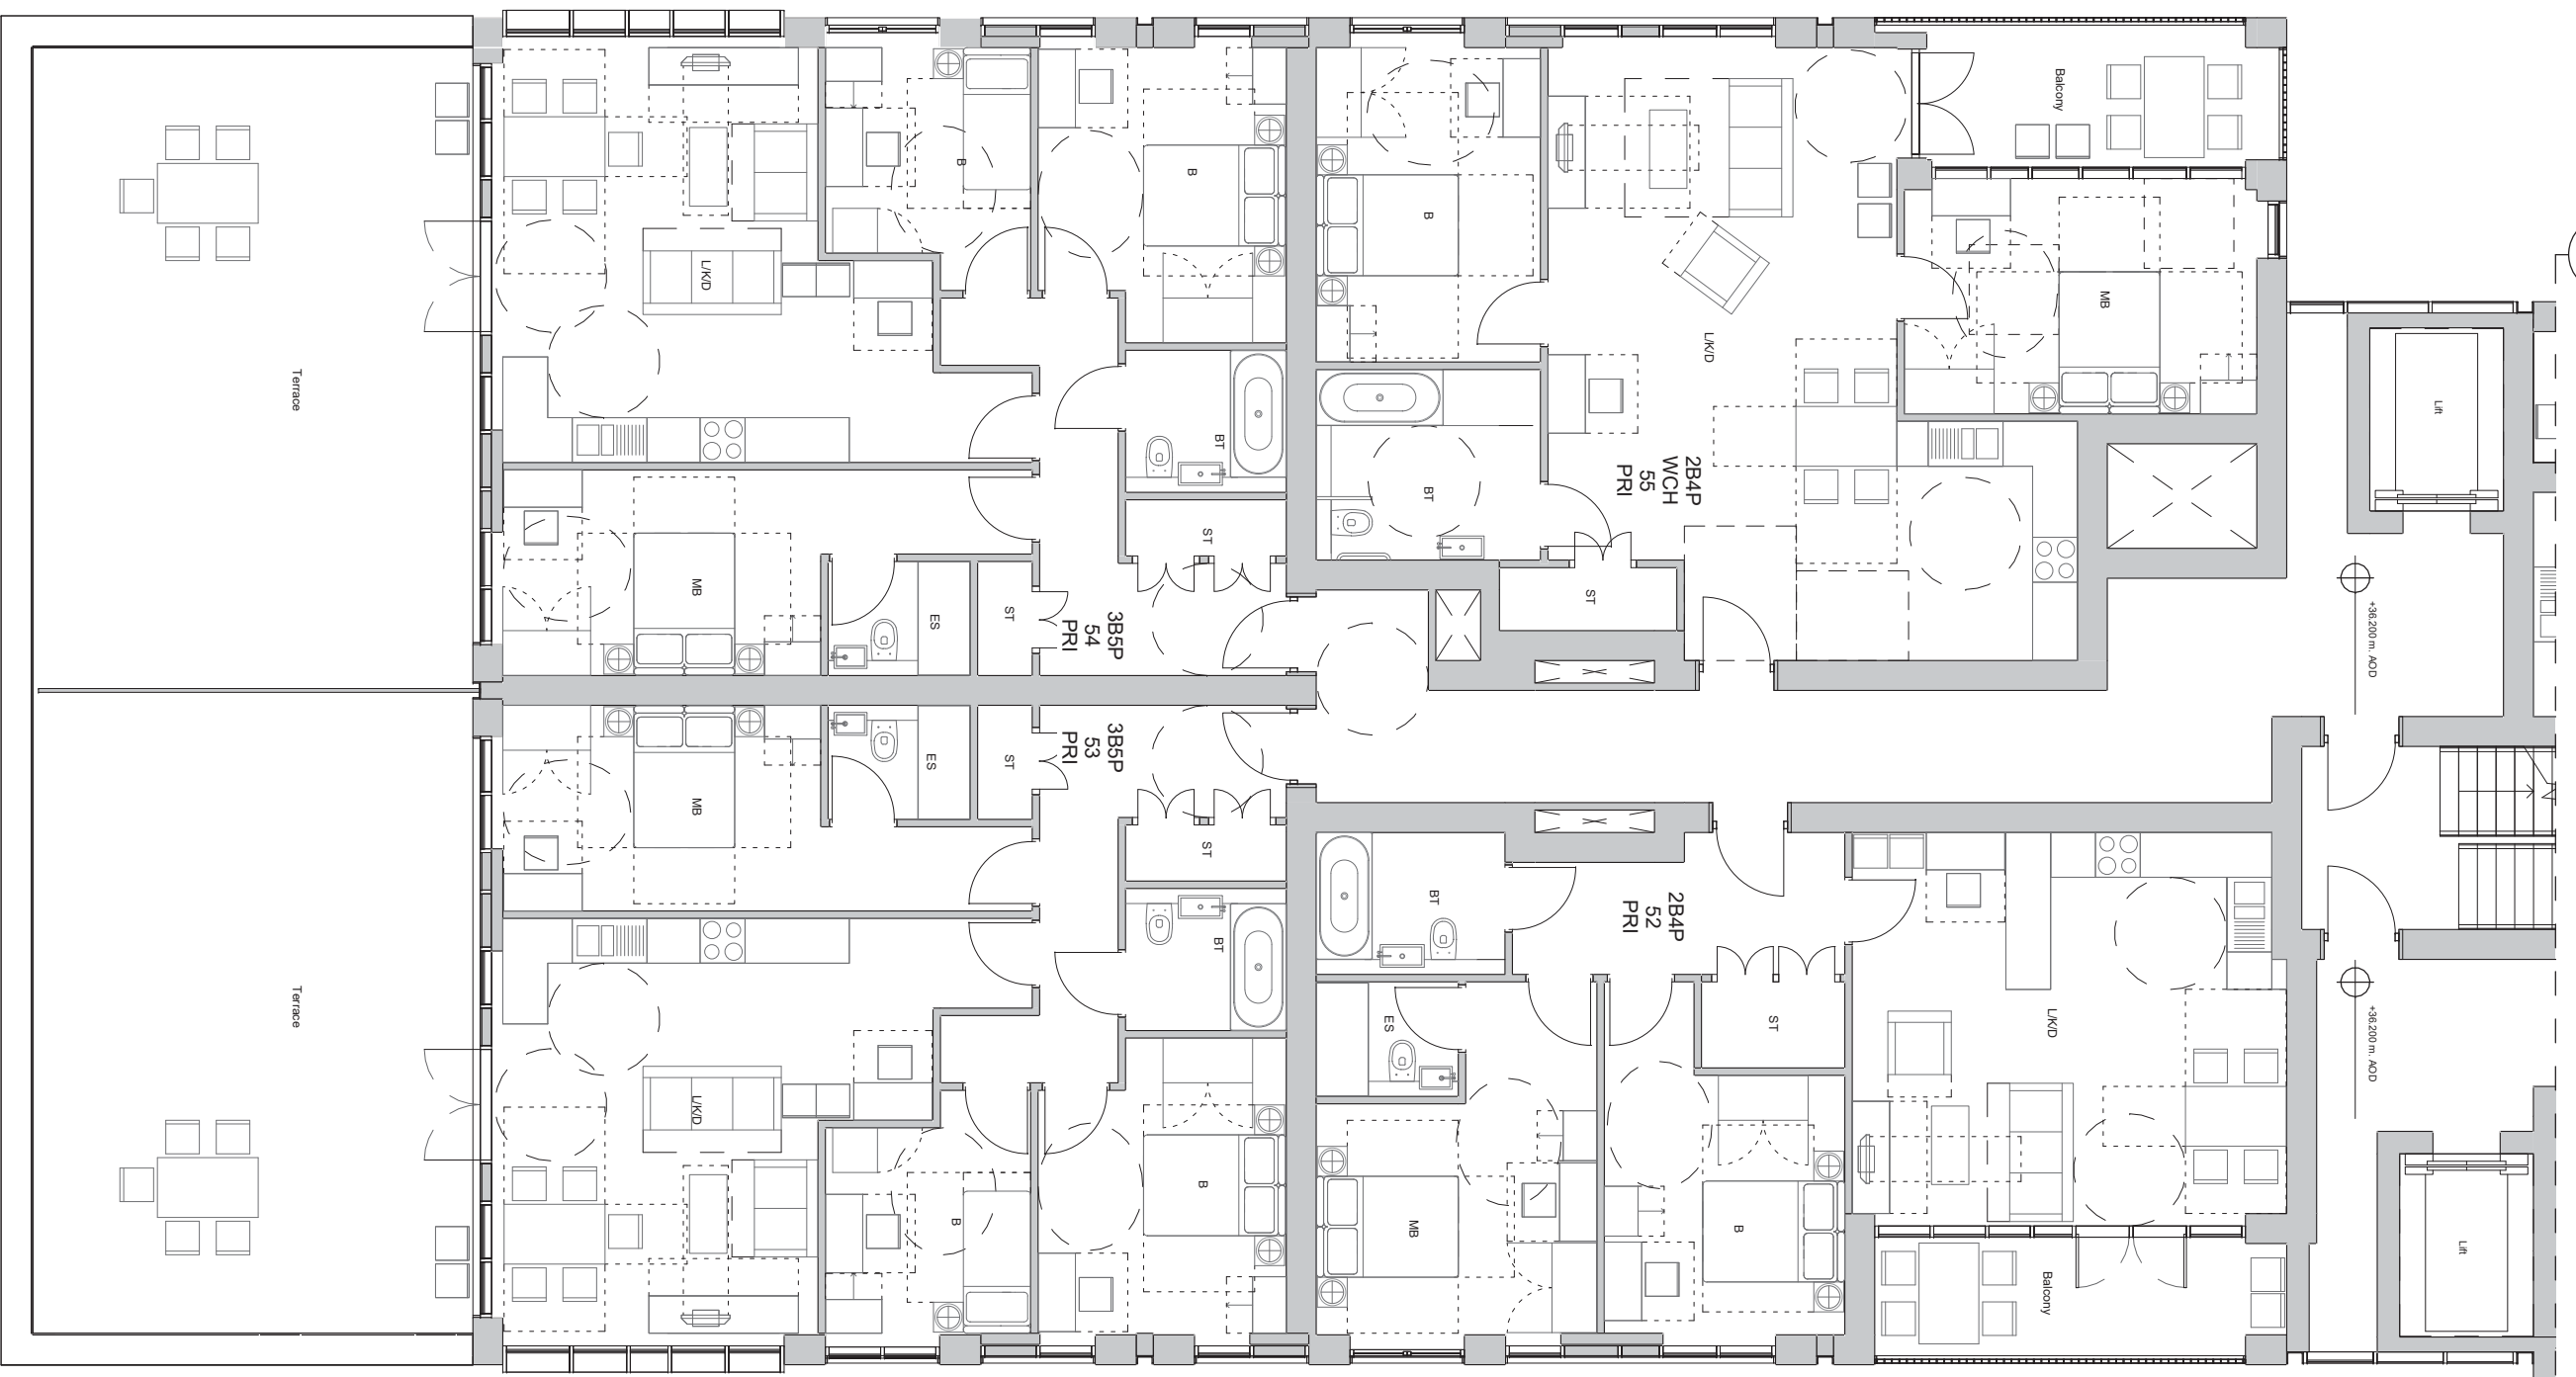 Balcony
B
B
B
L/K/D
MB
L/K/D
Terrace
Lift
BT
BT
2B4P
WCH
55
PRI
ST
MB
ES
ST
ST
3B5P
54
PRI
+36.200 m. AOD
MB
ES
ST
3B5P
53
PRI
ST
BT
BT
2B4P
52
PRI
Terrace
ES
ST
L/K/D
+36.200 m. AOD
L/K/D
B
B
MB
B
Balcony
Lift